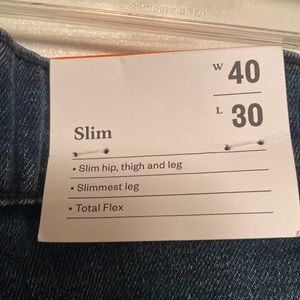 W 40
L 30
Slim
• Slim hip, thigh and leg
• Slimmest leg
• Total Flex